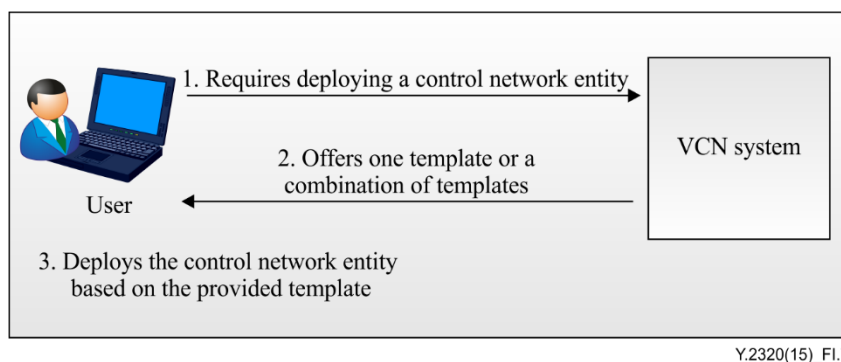 1. Requires deploying a control network entity
VCN system
2. Offers one template or a
combination of templates
User
3. Deploys the control network entity
based on the provided template
Y.2320(15)_FI.